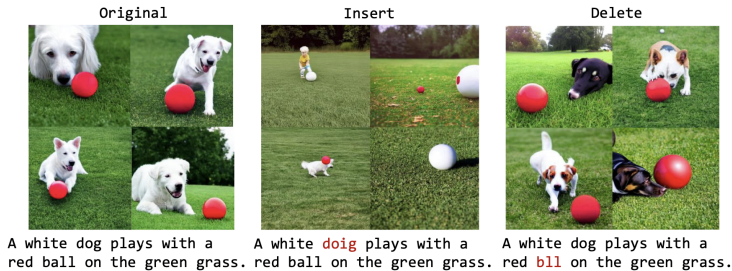 Original
Insert
Delete
A white dog plays with a
red ball on the green grass.
A white doig plays with a
red ball on the green grass.
A white dog plays with a
red bll on the green grass.